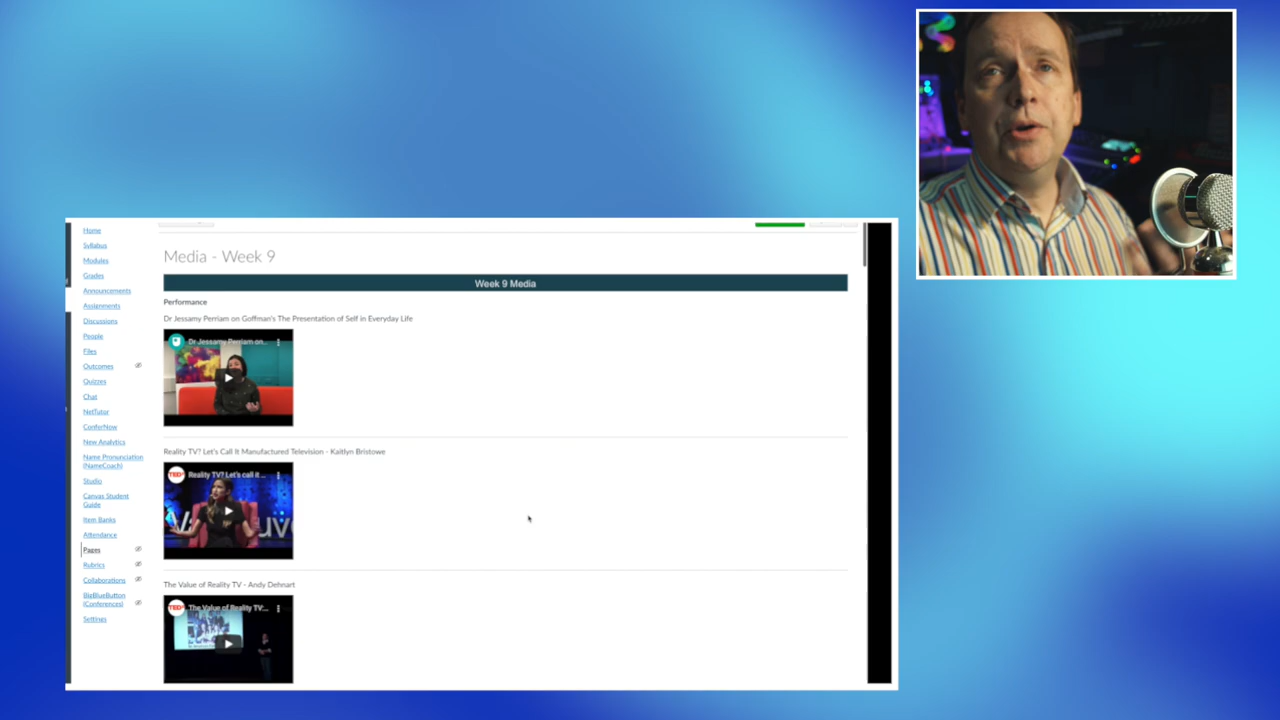 Home
Syllabus
Modules
Grades
Announcements
Assignments
Discussions
People
Files
Outcomes
Quizzes
Chat
NetTutor
ConferNow
New Analytics
Name Pronunciation
(NameCoach)
Studio
Canvas Student
Guide
Item Banks
Attendance
Pages
Rubrics
Collaborations
BigBlueButton
(Conferences)
Settings
Media - Week 9
Week 9 Media
Performance
Dr Jessamy Perriam on Goffman's The Presentation of Self in Everyday Life
Dr Jessamy Perriam on...
Reality TV? Let's Call It Manufactured Television - Kaitlyn Bristowe
TEDx Reality TV? Let's call it ...
The Value of Reality TV - Andy Dehnart
TEDx The Value of Reality TV:...